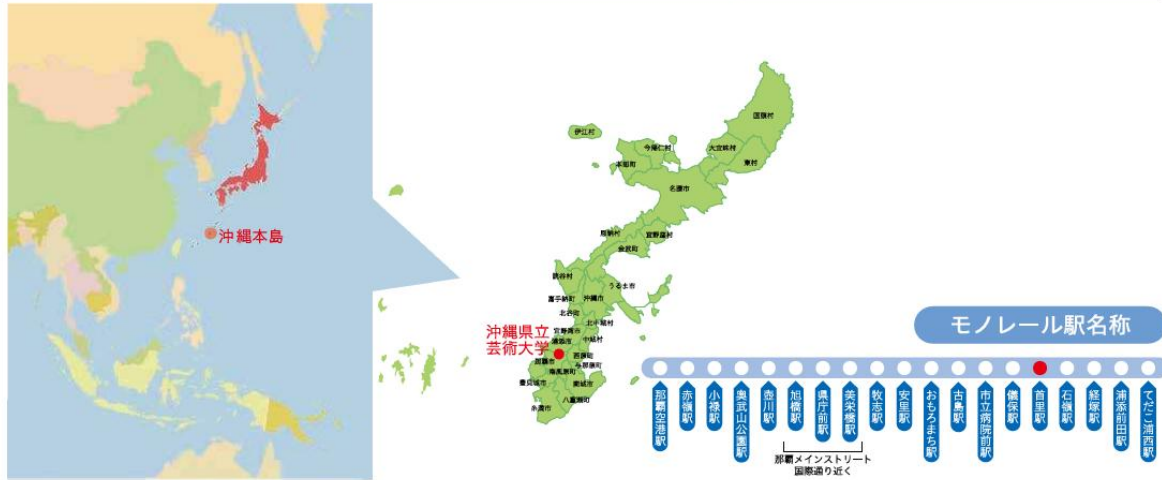 沖縄本島
国頭村
伊江村
今帰仁村
大宜味村
本部町
東村
名護市
恩納村
宜野座村
金武町
読谷村
うるま市
嘉手納町
沖縄市
北谷町
北中城村
宜野湾市
中城村
浦添市
沖縄県立
芸術大学
西原町
那覇市
与那原町
南風原町
豊見城市
南城市
八重瀬町
糸満市
モノレール駅名称
那覇空港駅
赤嶺駅
小禄駅
奥武山公園駅
壺川駅
旭橋駅
県庁前駅
美栄橋駅
牧志駅
安里駅
おもろまち駅
古島駅
市立病院前駅
儀保駅
首里駅
石嶺駅
経塚駅
浦添前田駅
てだこ浦西駅
那覇メインストリート
国際通り近く